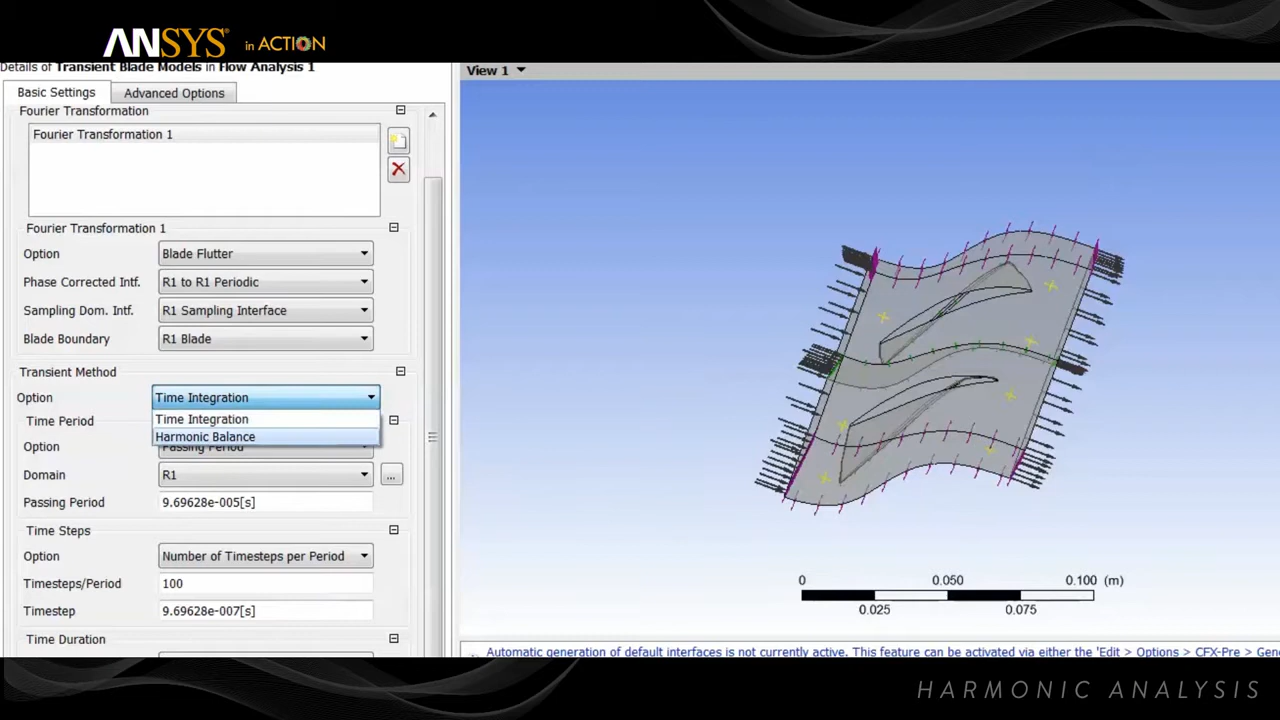 ANSYS® in ACTION
Details of Transient Blade Models in Flow Analysis 1
Basic Settings
Advanced Options
Fourier Transformation
Fourier Transformation 1
Fourier Transformation 1
Option Blade Flutter
Phase Corrected Intf. R1 to R1 Periodic
Sampling Dom. Intf. R1 Sampling Interface
Blade Boundary R1 Blade
Transient Method
Option Time Integration
Time Integration
Time Period
Harmonic Balance
Option Passing Period
Domain R1 ...
Passing Period 9.69628e-005[s]
Time Steps
Option Number of Timesteps per Period
Timesteps/Period 100
Timestep 9.69628e-007[s]
Time Duration
View 1
0 0.050 0.100 (m)
0.025 0.075
Automatic generation of default interfaces is not currently active. This feature can be activated via either the 'Edit > Options > CFX-Pre > Gene
HARMONIC ANALYSIS